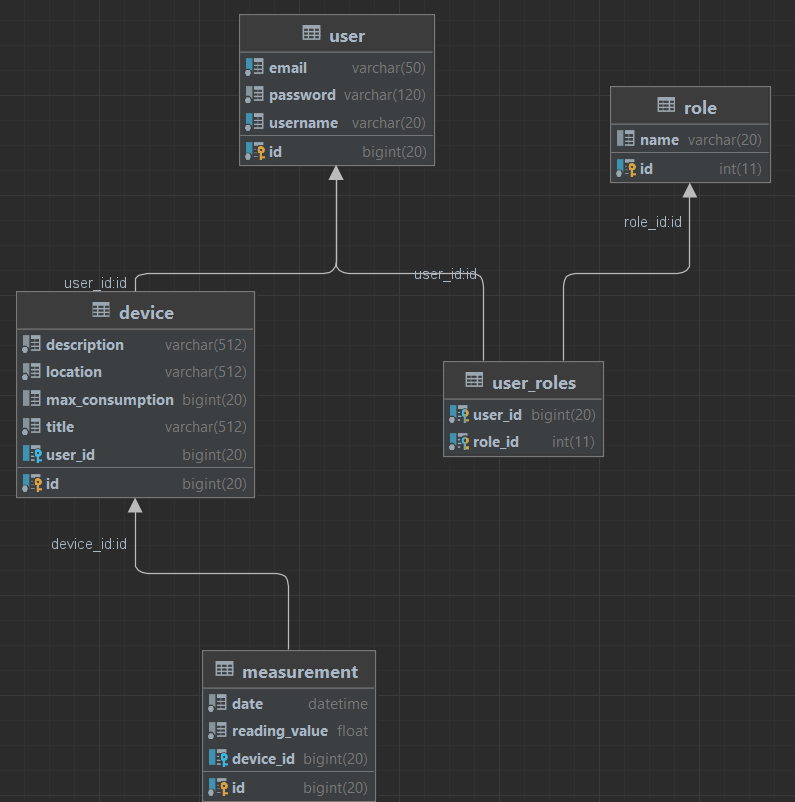 user
email varchar(50)
password varchar(120)
username varchar(20)
id bigint(20)
role
name varchar(20)
id int(11)
role_id:id
user_id:id
user_id:id
device
description varchar(512)
location varchar(512)
max_consumption bigint(20)
title varchar(512)
user_id bigint(20)
id bigint(20)
user_roles
user_id bigint(20)
role_id int(11)
device_id:id
measurement
date datetime
reading_value float
device_id bigint(20)
id bigint(20)